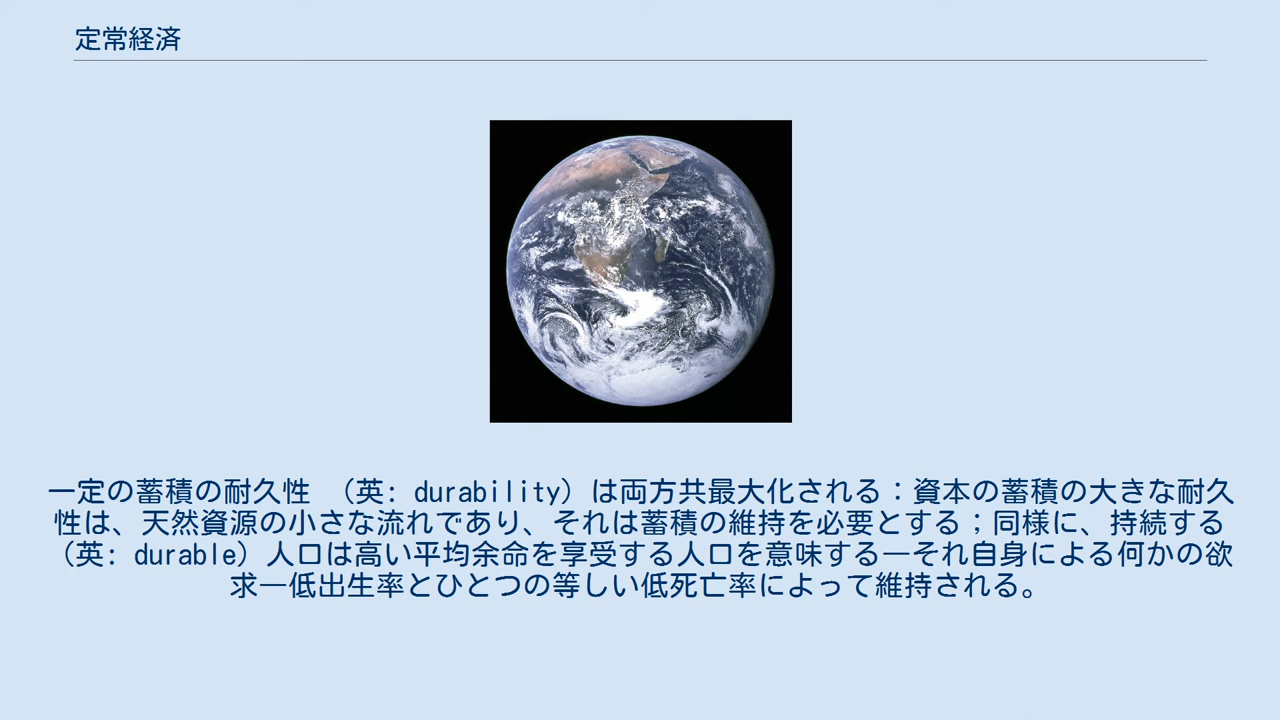 定常経済
一定の蓄積の耐久性 （英: durability）は両方共最大化される：資本の蓄積の大きな耐久
性は、天然資源の小さな流れであり、それは蓄積の維持を必要とする；同様に、持続する
（英: durable）人口は高い平均余命を享受する人口を意味する―それ自身による何かの欲
求―低出生率とひとつの等しい低死亡率によって維持される。